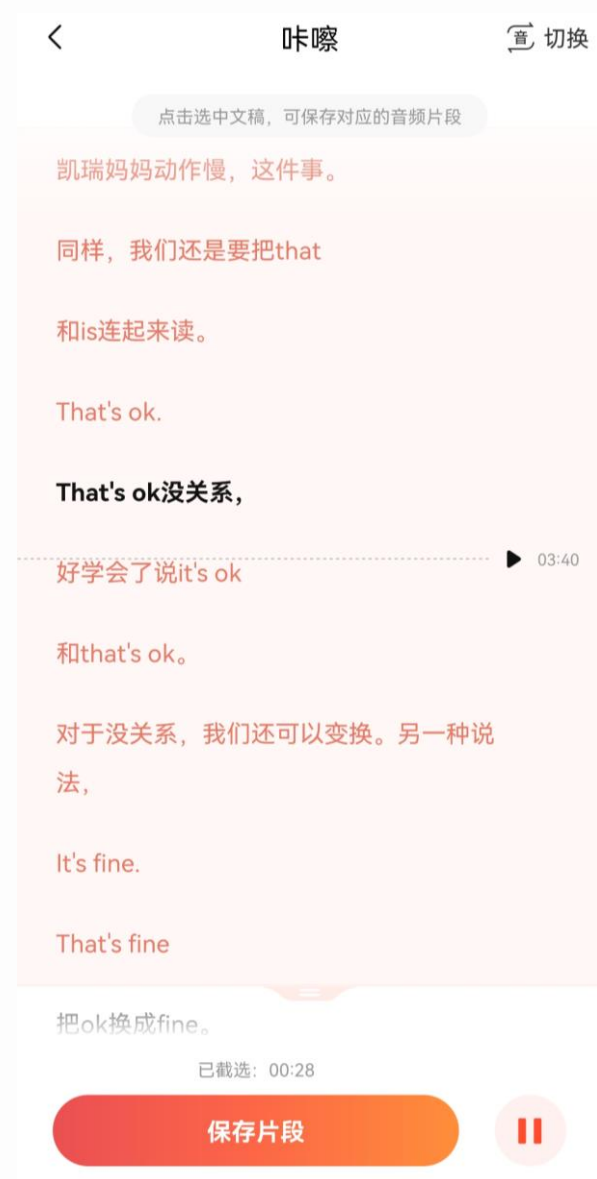 咔嚓
音 切换
点击选中文稿，可保存对应的音频片段
凯瑞妈妈动作慢，这件事。
同样，我们还是要把that
和is连起来读。
That's ok.
That's ok没关系，
03:40
好学会了说it's ok
和that's ok。
对于没关系，我们还可以变换。另一种说
法，
It's fine.
That's fine
把ok换成fine。
已截选：00:28
保存片段